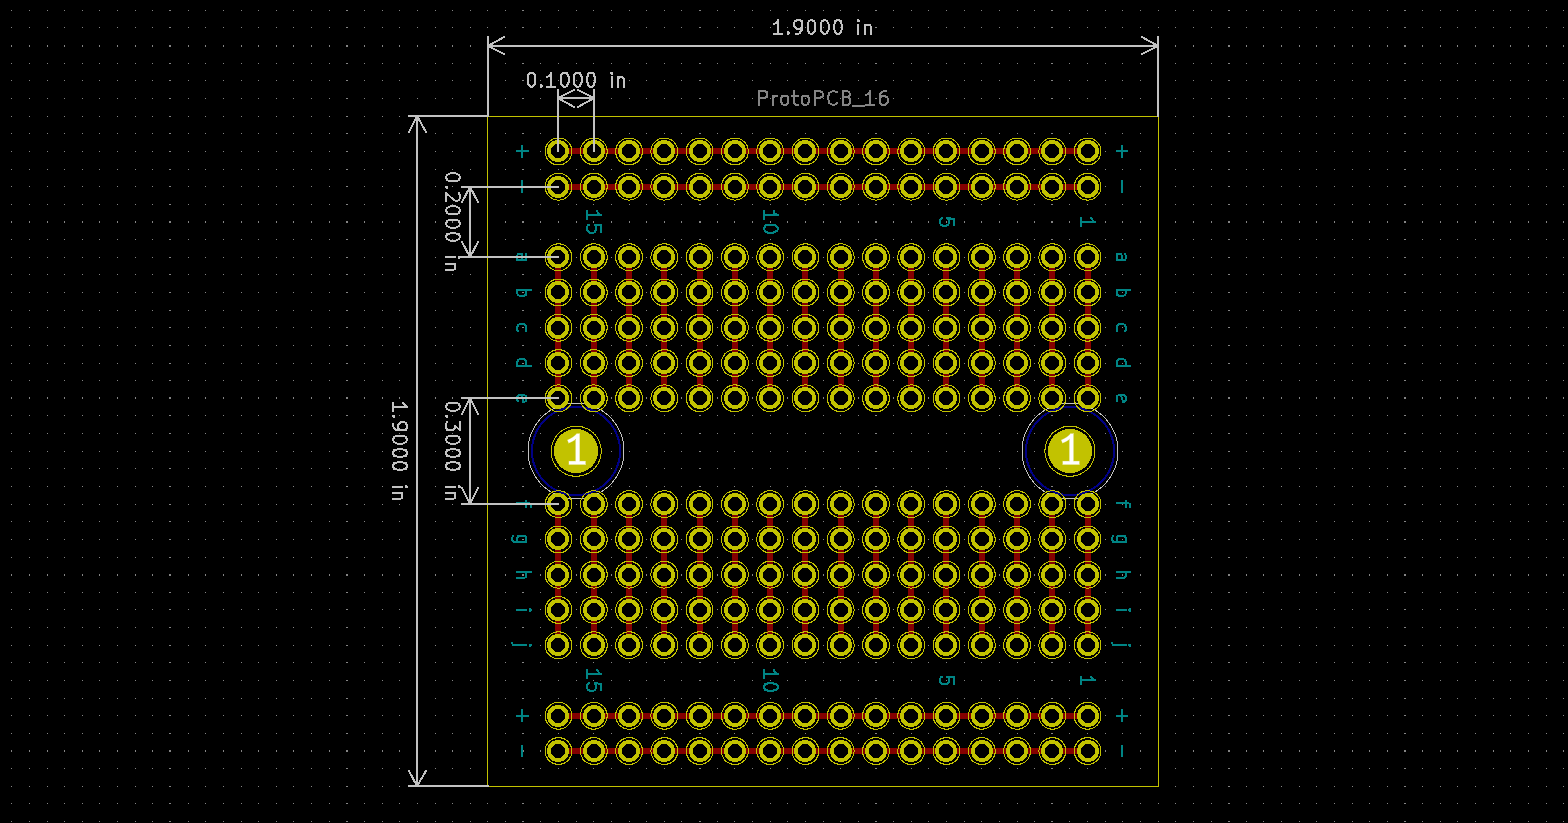 1.9000 in
0.1000 in
ProtoPCB_16
+ +
- -
0.2000 in
15 10 5 1
a a
b b
c c
d d
e e
1.9000 in
0.3000 in
1 1
f f
g g
h h
i i
j j
15 10 5 1
+ +
- -